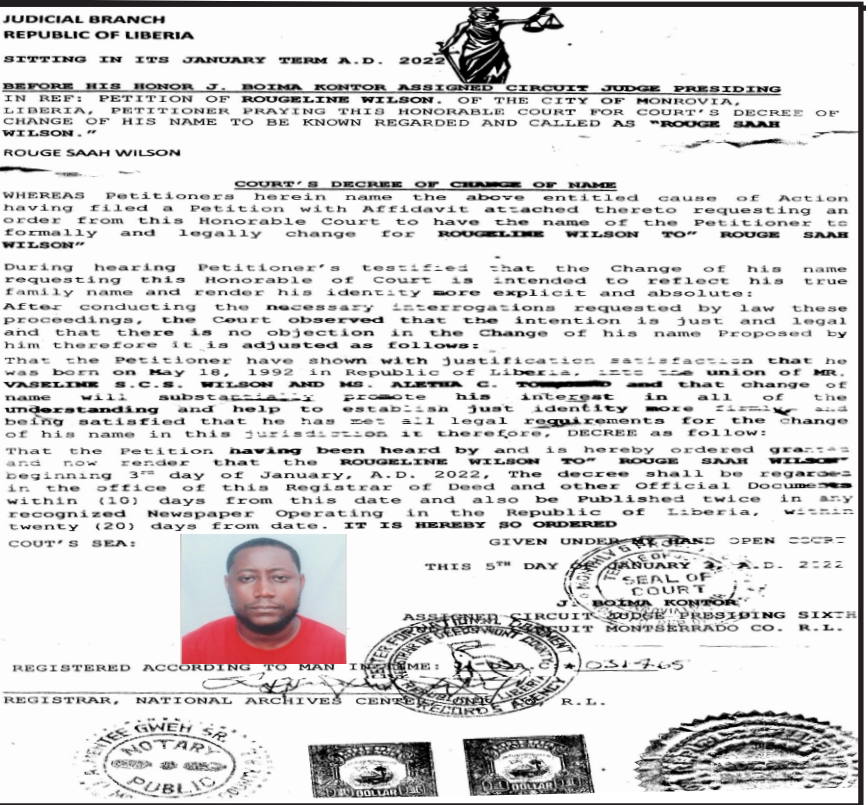 JUDICIAL BRANCH
REPUBLIC OF LIBERIA
SITTING IN ITS JANUARY TERM A.D. 2022
BEFORE HIS HONOR J. BOIMA KONTOR ASSIGNED CIRCUIT JUDGE PRESIDING
IN REF: PETITION OF ROUGELINE WILSON. OF THE CITY OF MONROVIA,
LIBERIA, PETITIONER PRAYING THIS HONORABLE COURT FOR COURT'S DECREE OF
CHANGE OF HIS NAME TO BE KNOWN REGARDED AND CALLED AS "ROUGE SAAH
WILSON."
ROUGE SAAH WILSON
COURT'S DECREE OF CHANGE OF NAME
WHEREAS Petitioners herein name the above entitled cause of Action
having filed a Petition with Affidavit attached thereto requesting an
order from this Honorable Court to have the name of the Petitioner to
formally and legally change for ROUGELINE WILSON TO" ROUGE SAAH
WILSON"
During hearing Petitioner's testified that the Change of his name
requesting this Honorable of Court is intended to reflect his true
family name and render his identity more explicit and absolute:
After conducting the necessary interrogations requested by law these
proceedings, the Court observed that the intention is just and legal
and that there is no objection in the Change of his name Proposed by
him therefore it is adjusted as follows:
That the Petitioner have shown with justification satisfaction that he
was born on May 18, 1992 in Republic of Liberia, into the union of MR.
VASELINE S.C.S. WILSON AND MS. ALETHA C. and that change of
name will substantially promote his interest in all of the
understanding and help to establish just identity more firmly and
being satisfied that he has met all legal requirements for the change
of his name in this jurisdiction it therefore, DECREE as follow:
That the Petition having been heard by and is hereby ordered granted
and now render that the ROUGELINE WILSON TO" ROUGE SAAH WILSON"
beginning 3RD day of January, A.D. 2022, The decree shall be regarded
in the office of this Registrar of Deed and other Official Documents
within (10) days from this date and also be Published twice in any
recognized Newspaper Operating in the Republic of Liberia, within
twenty (20) days from date. IT IS HEREBY SO ORDERED
COUT'S SEA:
GIVEN UNDER MY HAND OPEN COURT
THIS 5TH DAY OF JANUARY A.D. 2022
SEAL OF
COURT
J. BOIMA KONTOR
ASSIGNED CIRCUIT JUDGE PRESIDING SIXTH
CIRCUIT MONTSERRADO CO. R.L.
REGISTERED ACCORDING TO MAN IN
REGISTRAR, NATIONAL ARCHIVES CENTER R.L.
NOTARY
PUBLIC
DOLLAR
DOLLAR